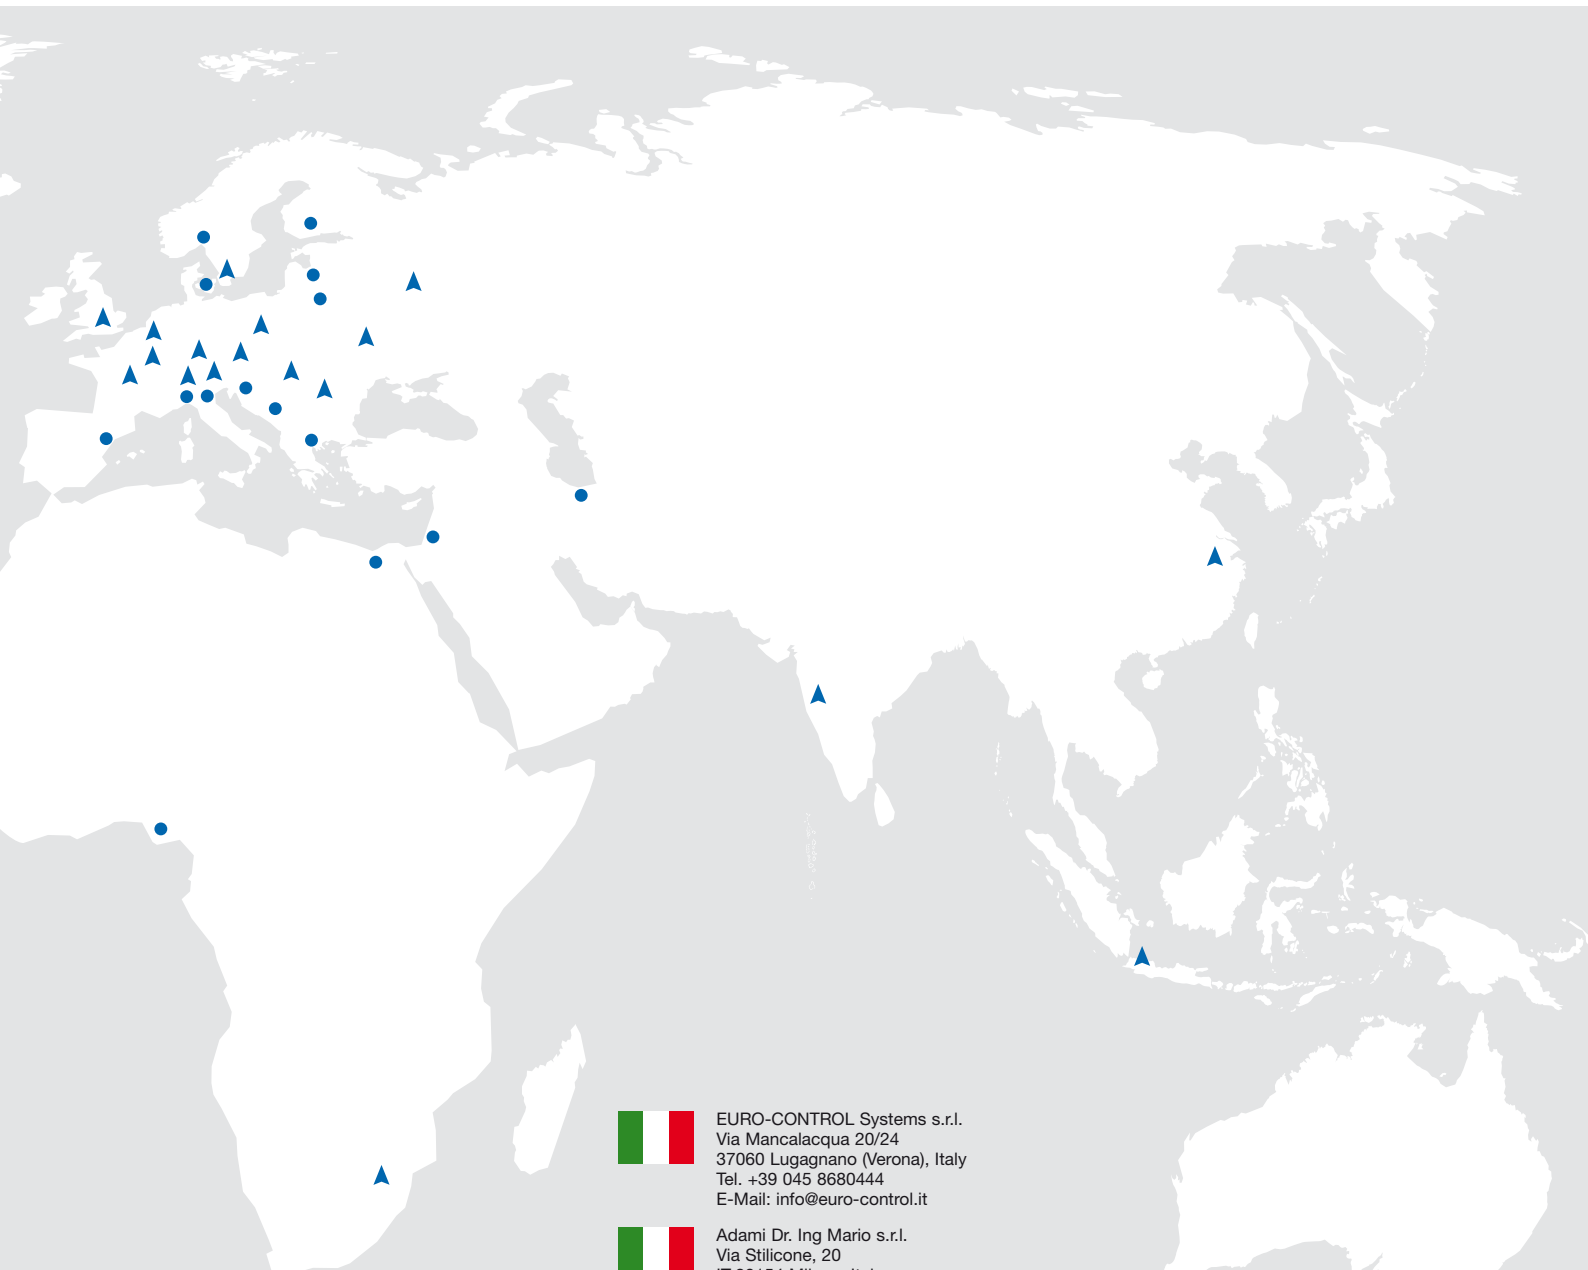 EURO-CONTROL Systems s.r.l.
Via Mancalacqua 20/24
37060 Lugagnano (Verona), Italy
Tel. +39 045 8680444
E-Mail: info@euro-control.it
Adami Dr. Ing Mario s.r.l.
Via Stilicone, 20